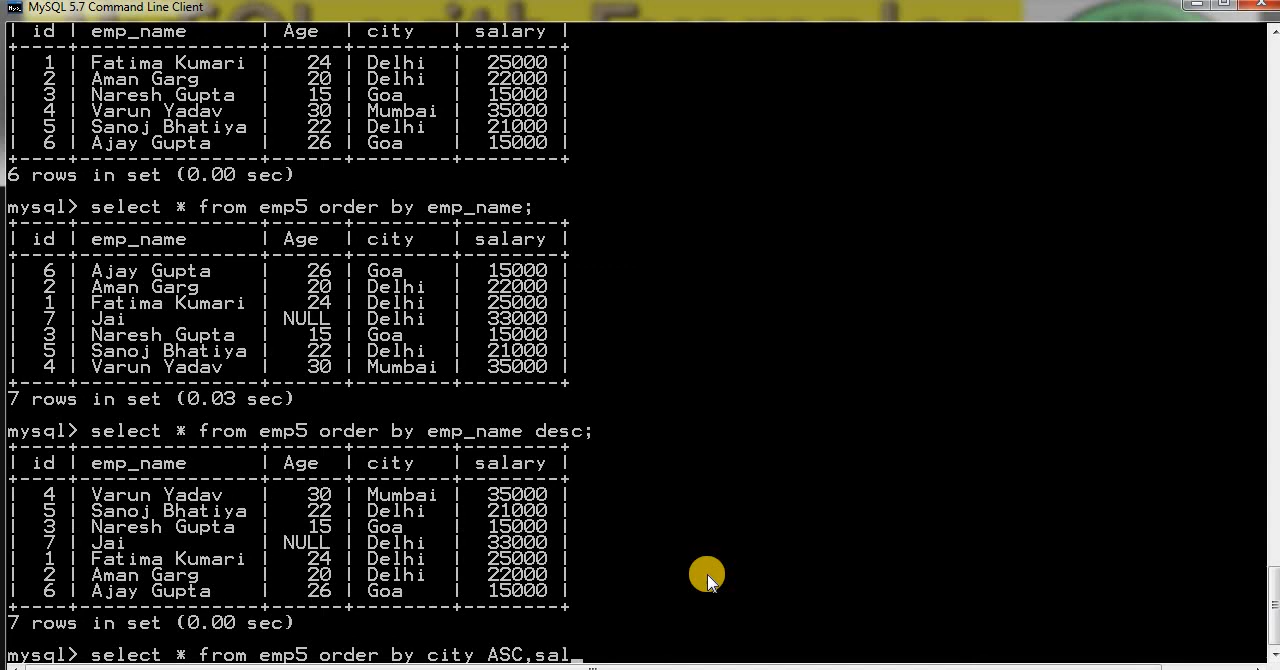 MySQL 5.7 Command Line Client
| id | emp_name | Age | city | salary |
+----+---------------+------+--------+--------+
| 1 | Fatima Kumari | 24 | Delhi | 25000 |
| 2 | Aman Garg | 20 | Delhi | 22000 |
| 3 | Naresh Gupta | 15 | Goa | 15000 |
| 4 | Varun Yadav | 30 | Mumbai | 35000 |
| 5 | Sanoj Bhatiya | 22 | Delhi | 21000 |
| 6 | Ajay Gupta | 26 | Goa | 15000 |
+----+---------------+------+--------+--------+
6 rows in set (0.00 sec)
mysql> select * from emp5 order by emp_name;
+----+---------------+------+--------+--------+
| id | emp_name | Age | city | salary |
+----+---------------+------+--------+--------+
| 6 | Ajay Gupta | 26 | Goa | 15000 |
| 2 | Aman Garg | 20 | Delhi | 22000 |
| 1 | Fatima Kumari | 24 | Delhi | 25000 |
| 7 | Jai | NULL | Delhi | 33000 |
| 3 | Naresh Gupta | 15 | Goa | 15000 |
| 5 | Sanoj Bhatiya | 22 | Delhi | 21000 |
| 4 | Varun Yadav | 30 | Mumbai | 35000 |
+----+---------------+------+--------+--------+
7 rows in set (0.03 sec)
mysql> select * from emp5 order by emp_name desc;
+----+---------------+------+--------+--------+
| id | emp_name | Age | city | salary |
+----+---------------+------+--------+--------+
| 4 | Varun Yadav | 30 | Mumbai | 35000 |
| 5 | Sanoj Bhatiya | 22 | Delhi | 21000 |
| 3 | Naresh Gupta | 15 | Goa | 15000 |
| 7 | Jai | NULL | Delhi | 33000 |
| 1 | Fatima Kumari | 24 | Delhi | 25000 |
| 2 | Aman Garg | 20 | Delhi | 22000 |
| 6 | Ajay Gupta | 26 | Goa | 15000 |
+----+---------------+------+--------+--------+
7 rows in set (0.00 sec)
mysql> select * from emp5 order by city ASC,sal_